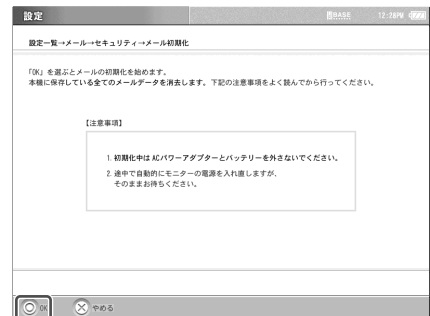 設定
BASE 12:28PM
設定一覧→メール→セキュリティ→メール初期化
「OK」を選ぶとメールの初期化を始めます。
本機に保存している全てのメールデータを消去します。下記の注意事項をよく読んでから行ってください。
【注意事項】
1. 初期化中は ACパワーアダプターとバッテリーを外さないでください。
2. 途中で自動的にモニターの電源を入れ直しますが、
そのままお待ちください。
OK やめる